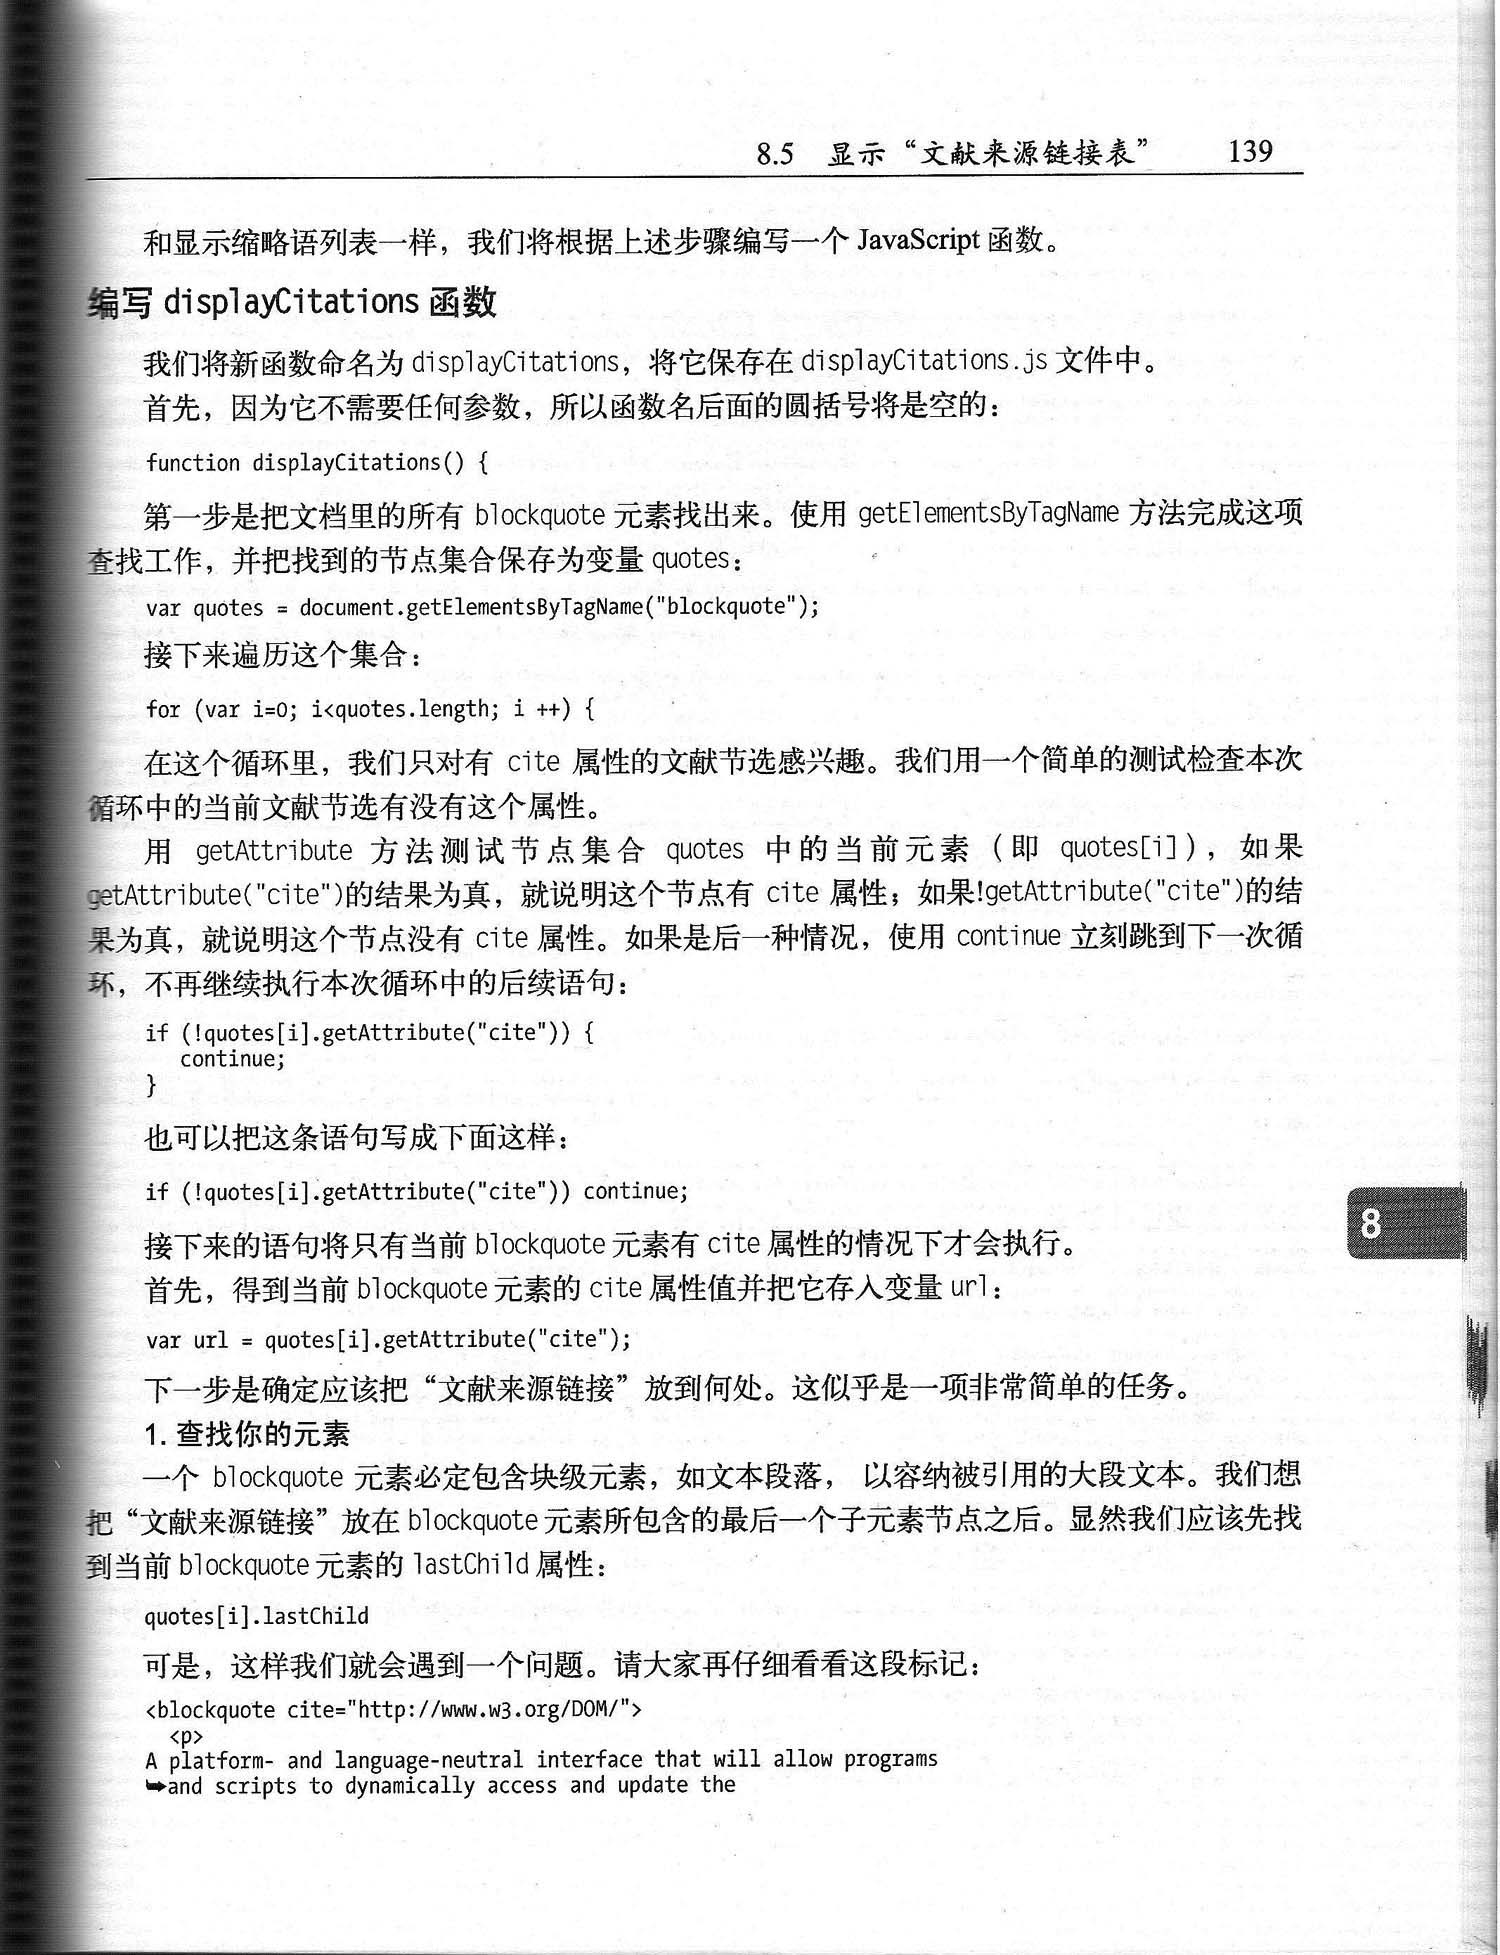 8.5 显示“文献来源链接表” 139
和显示缩略语列表一样，我们将根据上述步骤编写一个 JavaScript 函数。
编写 displayCitations 函数
我们将新函数命名为 displayCitations，将它保存在 displayCitations.js 文件中。
首先，因为它不需要任何参数，所以函数名后面的圆括号将是空的：
function displayCitations() {
第一步是把文档里的所有 blockquote 元素找出来。使用 getElementsByTagName 方法完成这项
查找工作，并把找到的节点集合保存为变量 quotes：
var quotes = document.getElementsByTagName("blockquote");
接下来遍历这个集合：
for (var i=0; i<quotes.length; i ++) {
在这个循环里，我们只对有 cite 属性的文献节选感兴趣。我们用一个简单的测试检查本次
循环中的当前文献节选有没有这个属性。
用 getAttribute 方法测试节点集合 quotes 中的当前元素（即 quotes[i]），如果
getAttribute("cite")的结果为真，就说明这个节点有 cite 属性；如果!getAttribute("cite")的结
果为真，就说明这个节点没有 cite 属性。如果是后一种情况，使用 continue 立刻跳到下一次循
环，不再继续执行本次循环中的后续语句：
if (!quotes[i].getAttribute("cite")) {
continue;
}
也可以把这条语句写成下面这样：
if (!quotes[i].getAttribute("cite")) continue;
接下来的语句将只有当前 blockquote 元素有 cite 属性的情况下才会执行。
8
首先，得到当前 blockquote 元素的 cite 属性值并把它存入变量 url：
var url = quotes[i].getAttribute("cite");
下一步是确定应该把“文献来源链接”放到何处。这似乎是一项非常简单的任务。
1. 查找你的元素
一个 blockquote 元素必定包含块级元素，如文本段落， 以容纳被引用的大段文本。我们想
把“文献来源链接”放在 blockquote 元素所包含的最后一个子元素节点之后。显然我们应该先找
到当前 blockquote 元素的 lastChild 属性：
quotes[i].lastChild
可是，这样我们就会遇到一个问题。请大家再仔细看看这段标记：
<blockquote cite="http://www.w3.org/DOM/">
<p>
A platform- and language-neutral interface that will allow programs
➥and scripts to dynamically access and update the